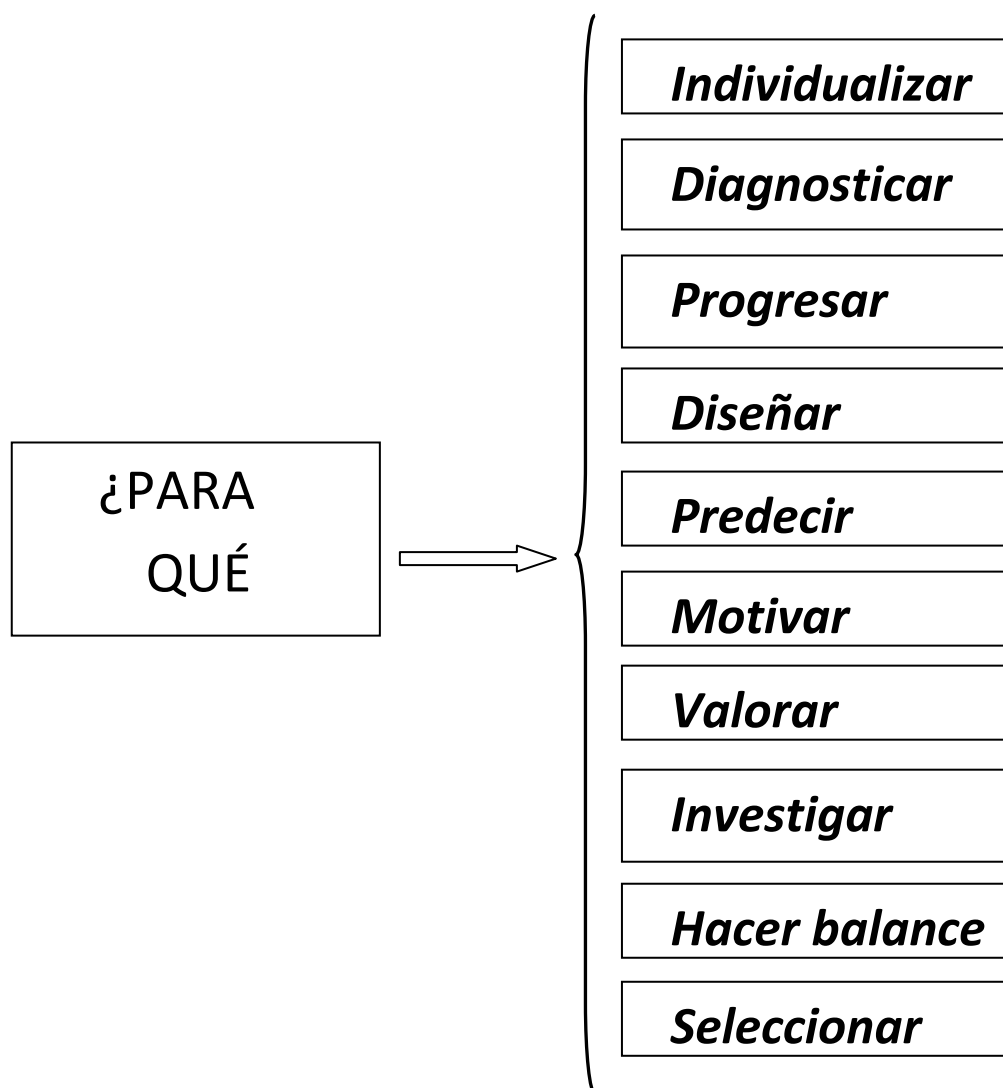 ¿PARA
QUÉ
Individualizar
Diagnosticar
Progresar
Diseñar
Predecir
Motivar
Valorar
Investigar
Hacer balance
Seleccionar